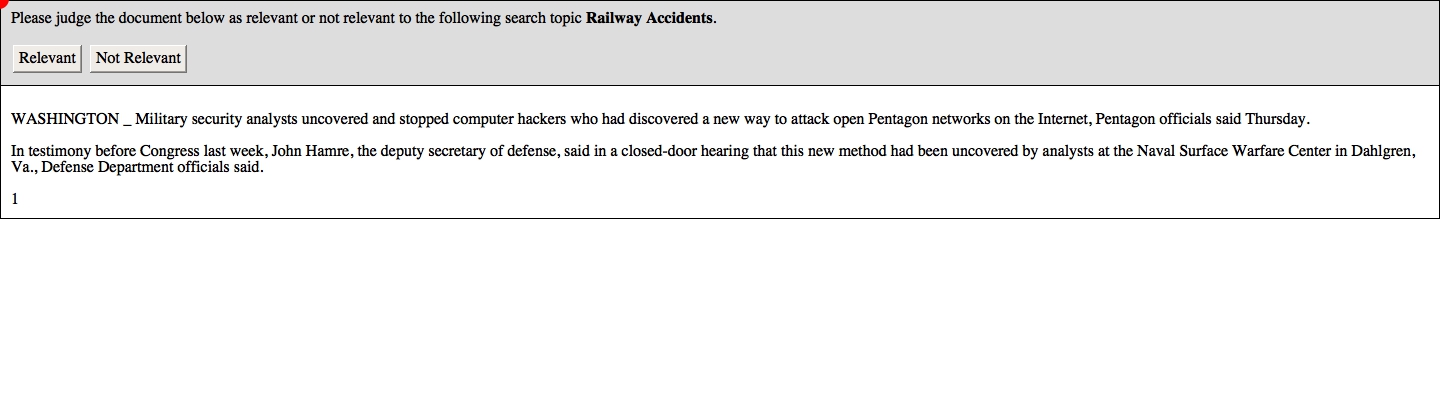 Please judge the document below as relevant or not relevant to the following search topic Railway Accidents.
Relevant Not Relevant
WASHINGTON _ Military security analysts uncovered and stopped computer hackers who had discovered a new way to attack open Pentagon networks on the Internet, Pentagon officials said Thursday.
In testimony before Congress last week, John Hamre, the deputy secretary of defense, said in a closed-door hearing that this new method had been uncovered by analysts at the Naval Surface Warfare Center in Dahlgren,
Va., Defense Department officials said.
1